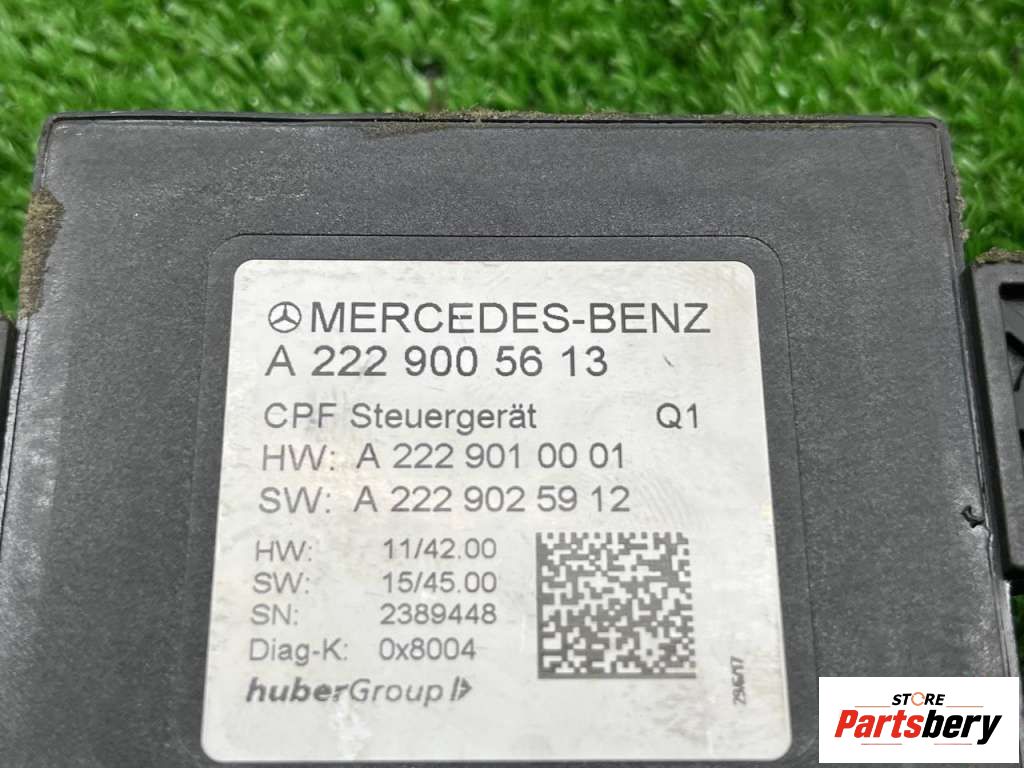 MERCEDES-BENZ
A 222 900 56 13
CPF Steuergerät Q1
HW: A 222 901 00 01
SW: A 222 902 59 12
HW: 11/42.00
SW: 15/45.00
SN: 2389448
Diag-K: 0x8004
huberGroup
STORE
Partsbery